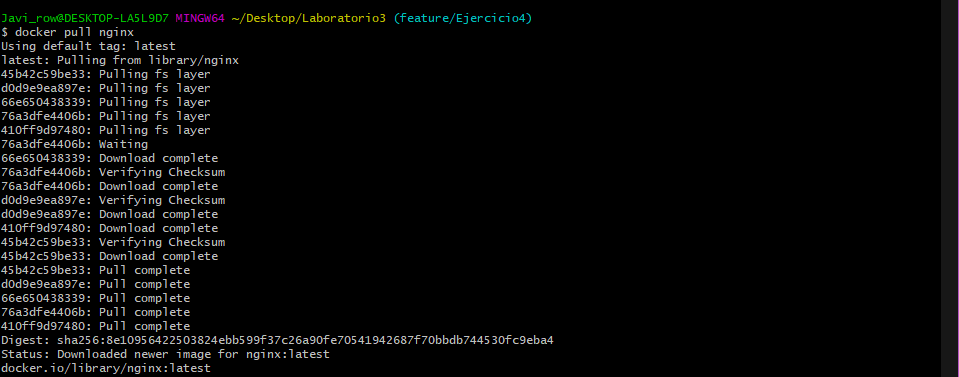 Javi_row@DESKTOP-LA5L9D7 MINGW64 ~/Desktop/Laboratorio3 (feature/Ejercicio4)
$ docker pull nginx
Using default tag: latest
latest: Pulling from library/nginx
45b42c59be33: Pulling fs layer
d0d9e9ea897e: Pulling fs layer
66e650438339: Pulling fs layer
76a3dfe4406b: Pulling fs layer
410ff9d97480: Pulling fs layer
76a3dfe4406b: Waiting
66e650438339: Download complete
76a3dfe4406b: Verifying Checksum
76a3dfe4406b: Download complete
d0d9e9ea897e: Verifying Checksum
d0d9e9ea897e: Download complete
410ff9d97480: Download complete
45b42c59be33: Verifying Checksum
45b42c59be33: Download complete
45b42c59be33: Pull complete
d0d9e9ea897e: Pull complete
66e650438339: Pull complete
76a3dfe4406b: Pull complete
410ff9d97480: Pull complete
Digest: sha256:8e10956422503824ebb599f37c26a90fe70541942687f70bbdb744530fc9eba4
Status: Downloaded newer image for nginx:latest
docker.io/library/nginx:latest